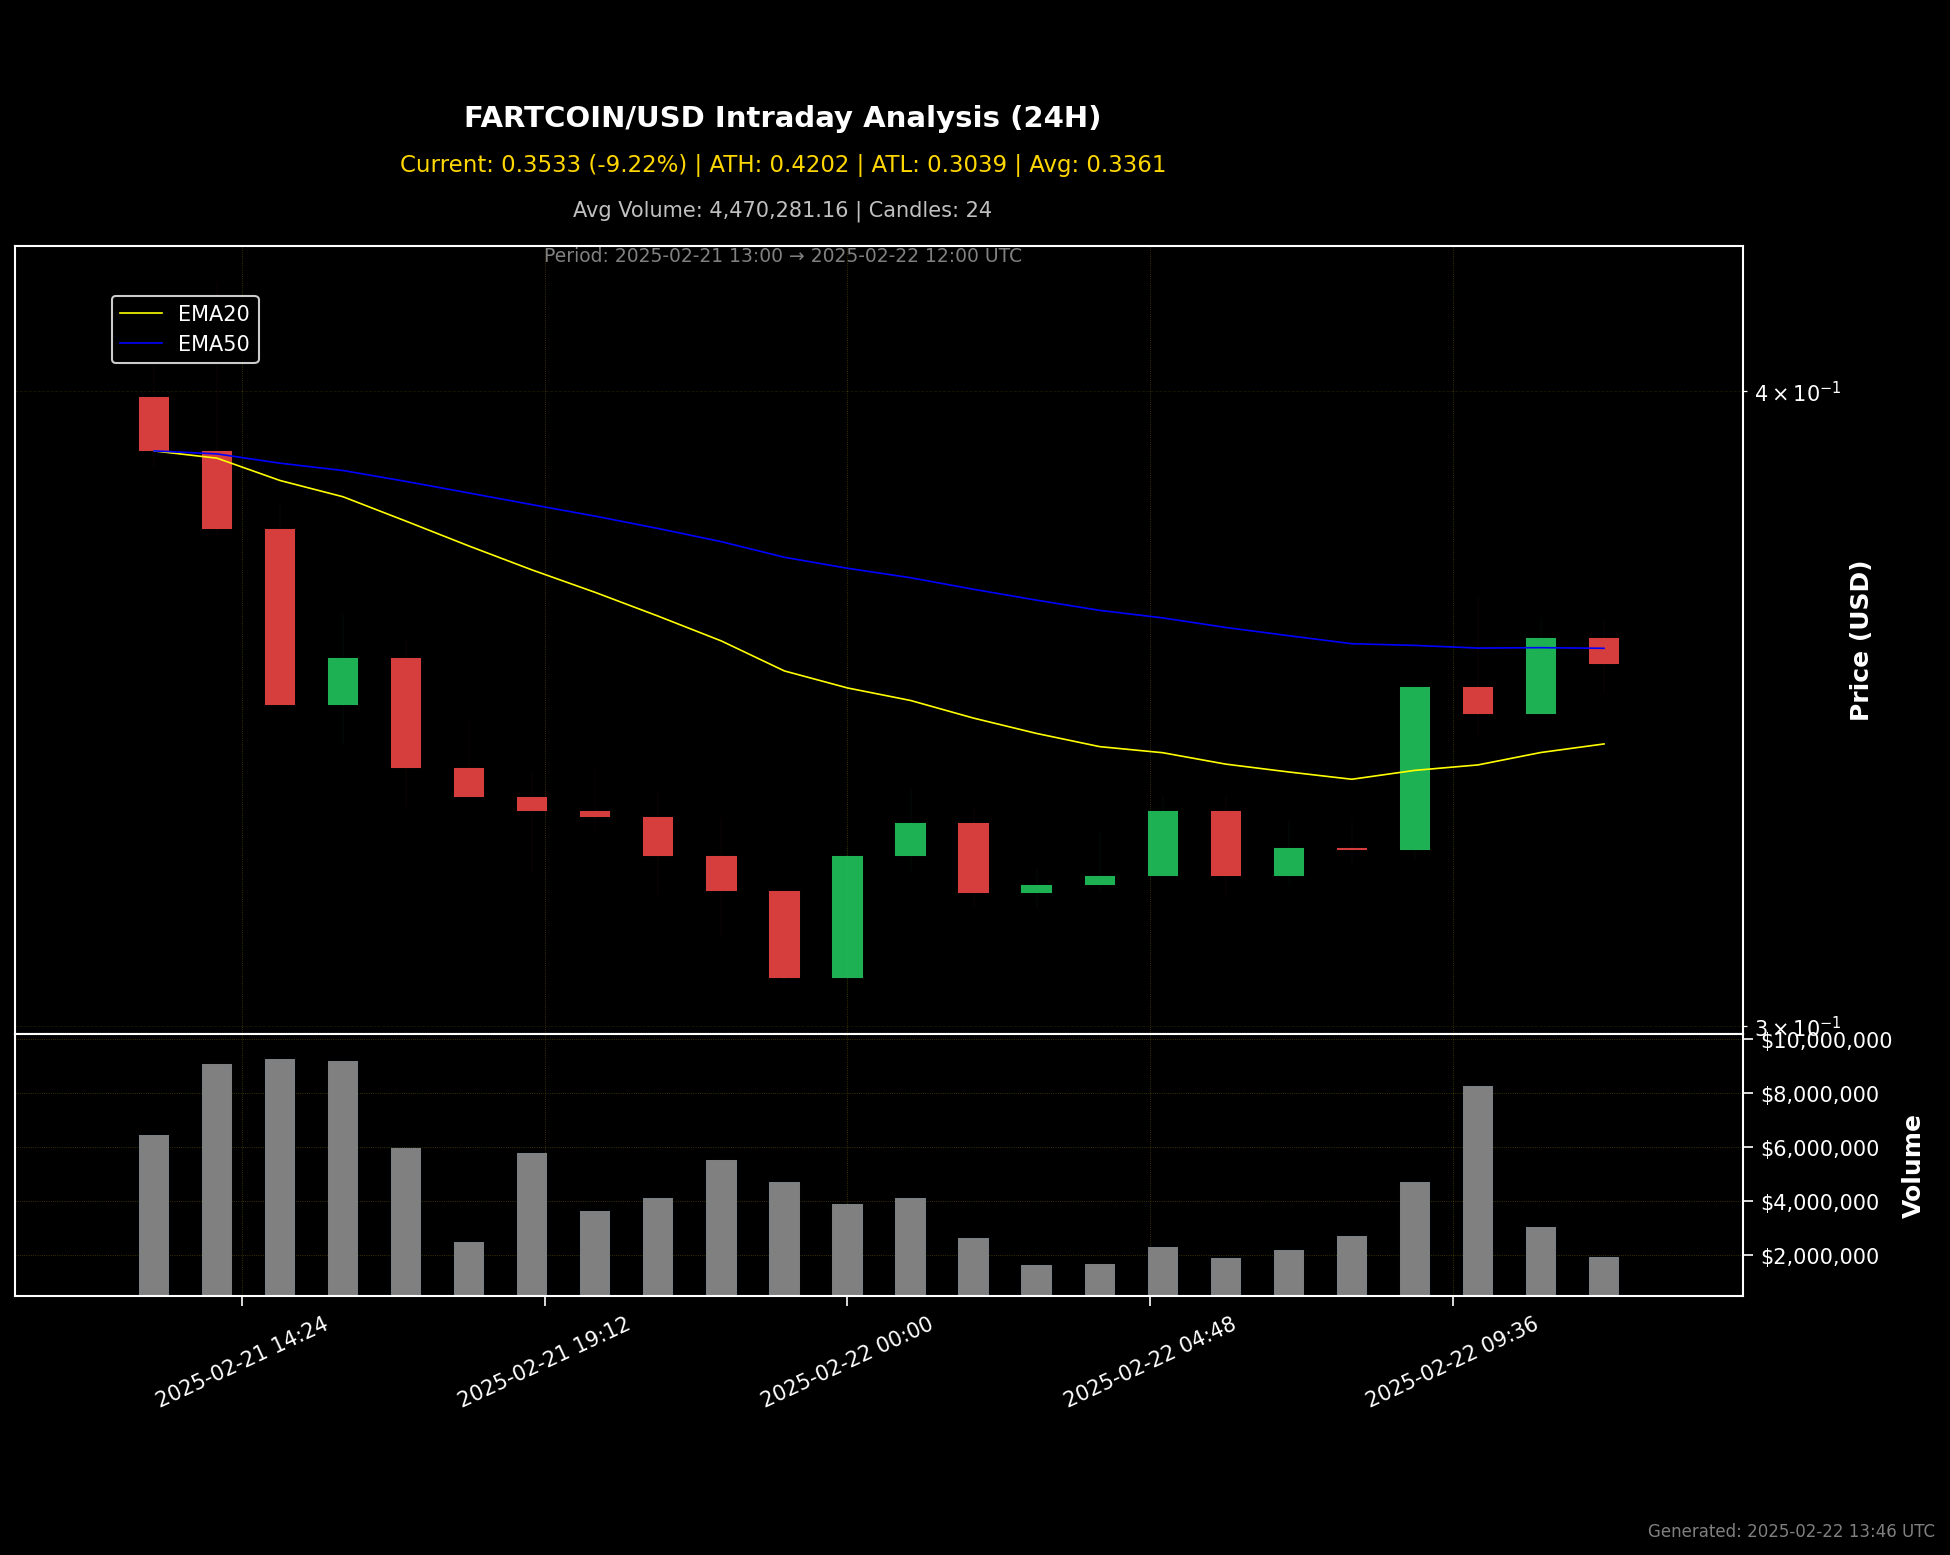 FARTCOIN/USD Intraday Analysis (24H)
Current: 0.3533 (-9.22%) | ATH: 0.4202 | ATL: 0.3039 | Avg: 0.3361
Avg Volume: 4,470,281.16 | Candles: 24
Period: 2025-02-21 13:00 → 2025-02-22 12:00 UTC
EMA20
EMA50
4 × 10⁻¹
Price (USD)
3 × 10⁻¹
$10,000,000
$8,000,000
$6,000,000
$4,000,000
$2,000,000
Volume
2025-02-21 14:24
2025-02-21 19:12
2025-02-22 00:00
2025-02-22 04:48
2025-02-22 09:36
Generated: 2025-02-22 13:46 UTC